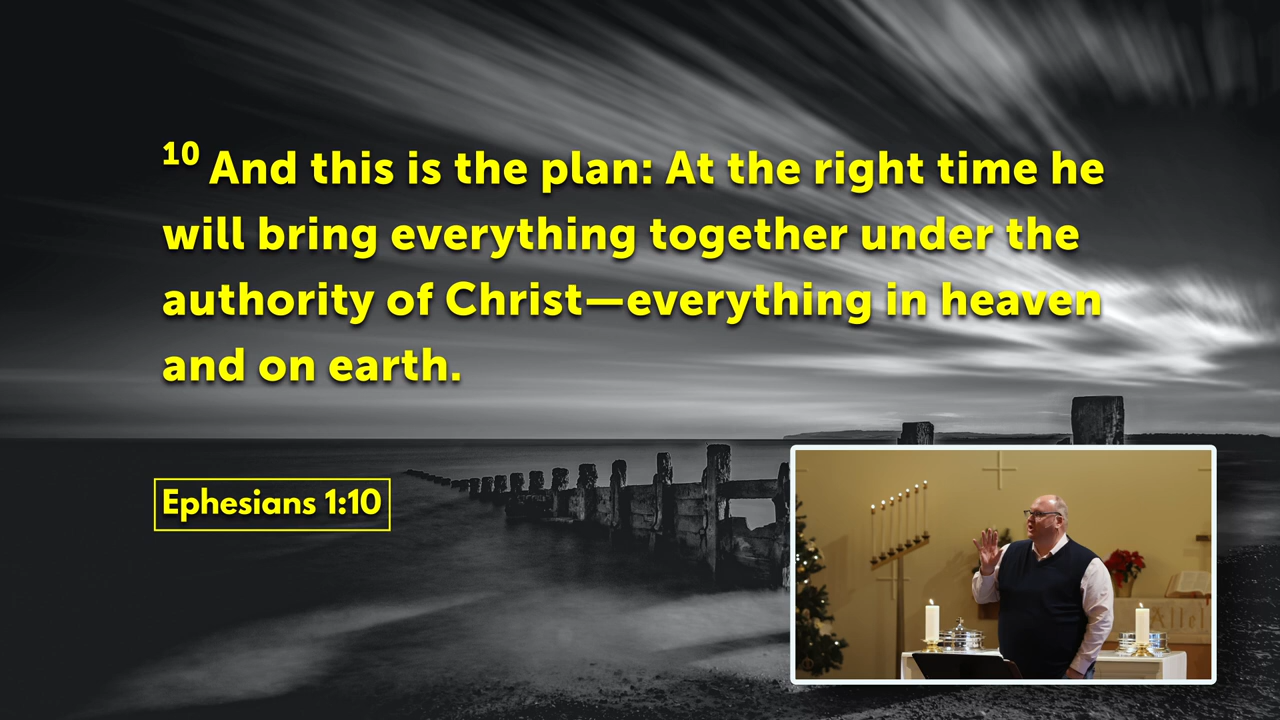 10 And this is the plan: At the right time he
will bring everything together under the
authority of Christ—everything in heaven
and on earth.
Ephesians 1:10
Allel